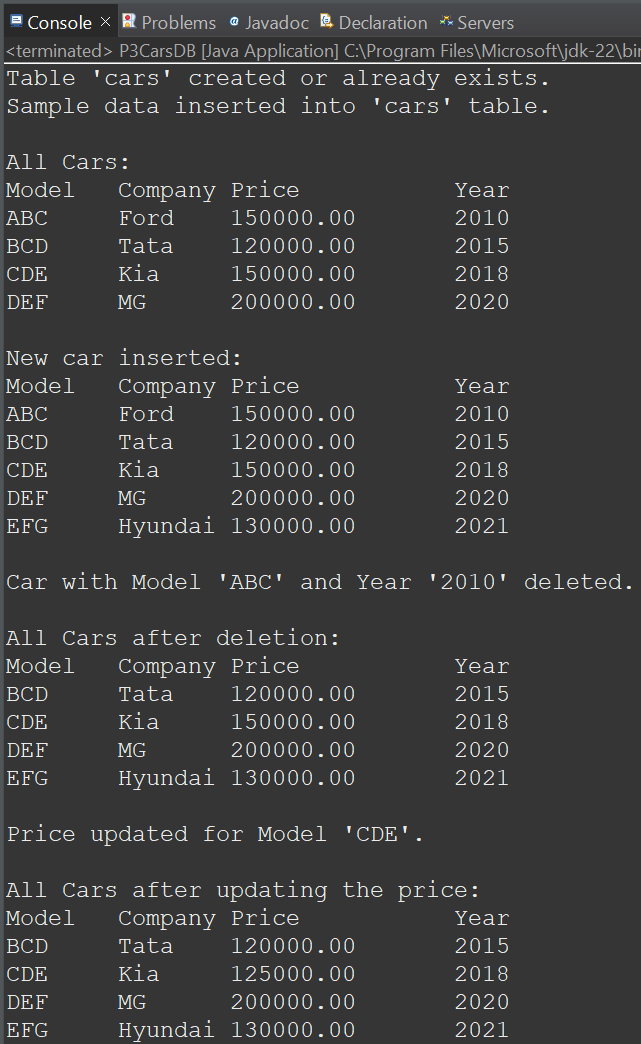 Console × Problems @ Javadoc Declaration Servers
<terminated> P3CarsDB [Java Application] C:\Program Files\Microsoft\jdk-22\bin
Table 'cars' created or already exists.
Sample data inserted into 'cars' table.
All Cars:
Model Company Price Year
ABC Ford 150000.00 2010
BCD Tata 120000.00 2015
CDE Kia 150000.00 2018
DEF MG 200000.00 2020
New car inserted:
Model Company Price Year
ABC Ford 150000.00 2010
BCD Tata 120000.00 2015
CDE Kia 150000.00 2018
DEF MG 200000.00 2020
EFG Hyundai 130000.00 2021
Car with Model 'ABC' and Year '2010' deleted.
All Cars after deletion:
Model Company Price Year
BCD Tata 120000.00 2015
CDE Kia 150000.00 2018
DEF MG 200000.00 2020
EFG Hyundai 130000.00 2021
Price updated for Model 'CDE'.
All Cars after updating the price:
Model Company Price Year
BCD Tata 120000.00 2015
CDE Kia 125000.00 2018
DEF MG 200000.00 2020
EFG Hyundai 130000.00 2021